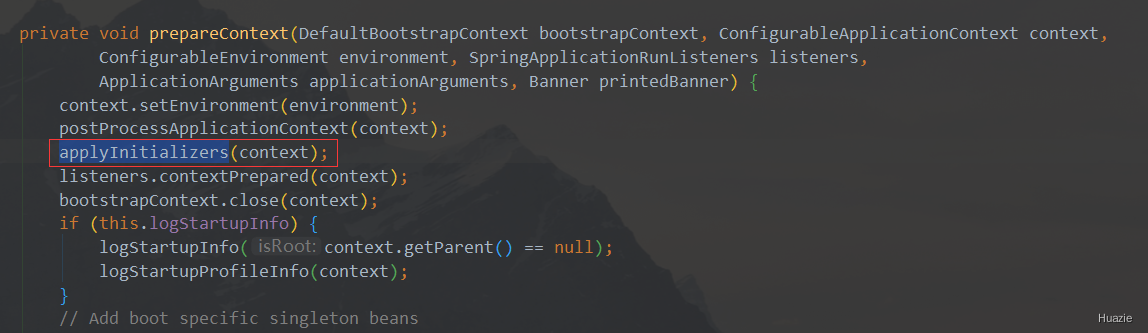 private void prepareContext(DefaultBootstrapContext bootstrapContext, ConfigurableApplicationContext context,
ConfigurableEnvironment environment, SpringApplicationRunListeners listeners,
ApplicationArguments applicationArguments, Banner printedBanner) {
context.setEnvironment(environment);
postProcessApplicationContext(context);
applyInitializers(context);
listeners.contextPrepared(context);
bootstrapContext.close(context);
if (this.logStartupInfo) {
logStartupInfo( isRoot: context.getParent() == null);
logStartupProfileInfo(context);
}
// Add boot specific singleton beans
Huazie